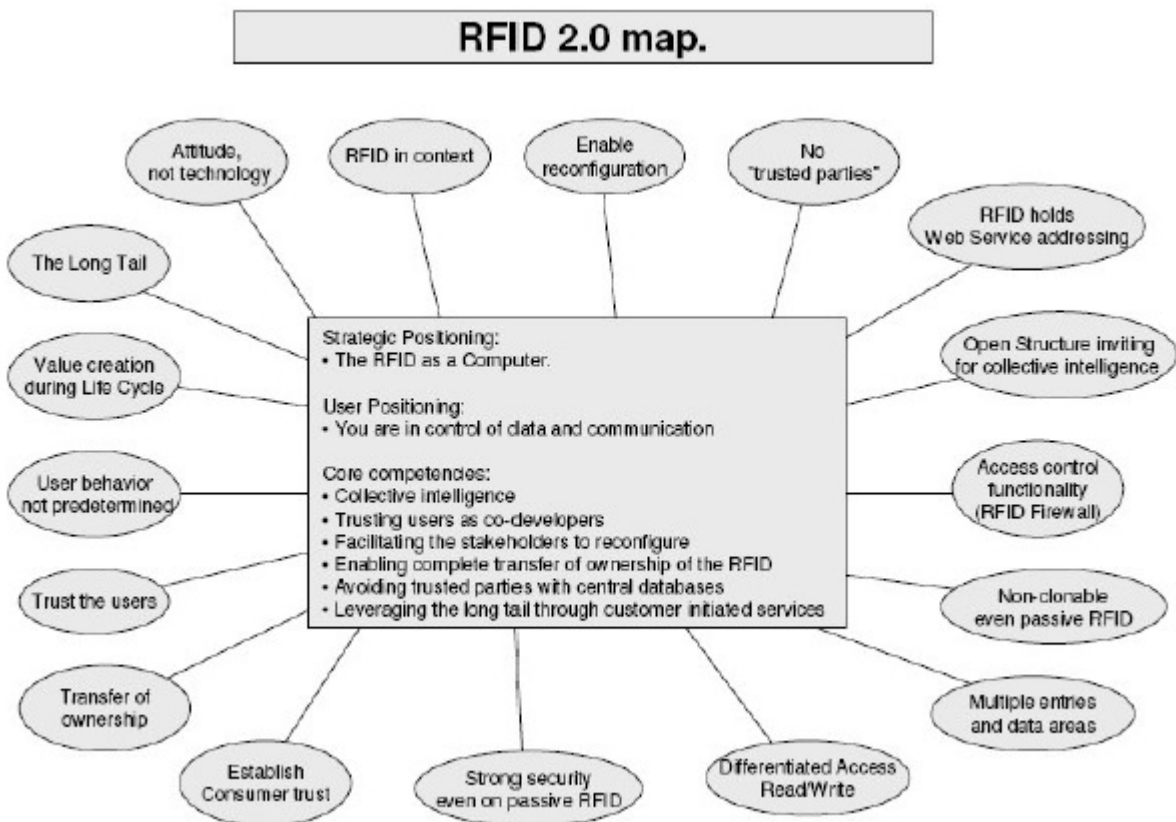 RFID 2.0 map.
Attitude,
not technology
RFID in context
Enable
reconfiguration
No
"trusted parties"
RFID holds
Web Service addressing
The Long Tail
Value creation
during Life Cycle
User behavior
not predetermined
Trust the users
Transfer of
ownership
Strategic Positioning:
• The RFID as a Computer.
User Positioning:
• You are in control of data and communication
Core competencies:
• Collective intelligence
• Trusting users as co-developers
• Facilitating the stakeholders to reconfigure
• Enabling complete transfer of ownership of the RFID
• Avoiding trusted parties with central databases
• Leveraging the long tail through customer initiated services
Open Structure inviting
for collective intelligence
Access control
functionality
(RFID Firewall)
Non-clonable
even passive RFID
Multiple entries
and data areas
Establish
Consumer trust
Strong security
even on passive RFID
Differentiated Access
Read/Write